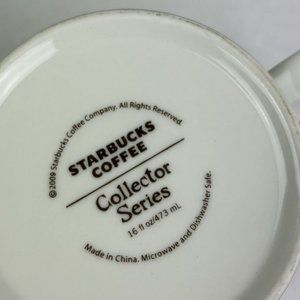 ©2009 Starbucks Coffee Company. All Rights Reserved.
STARBUCKS
COFFEE
Collector
Series
16 fl oz/473 mL
Made in China. Microwave and Dishwasher Safe.